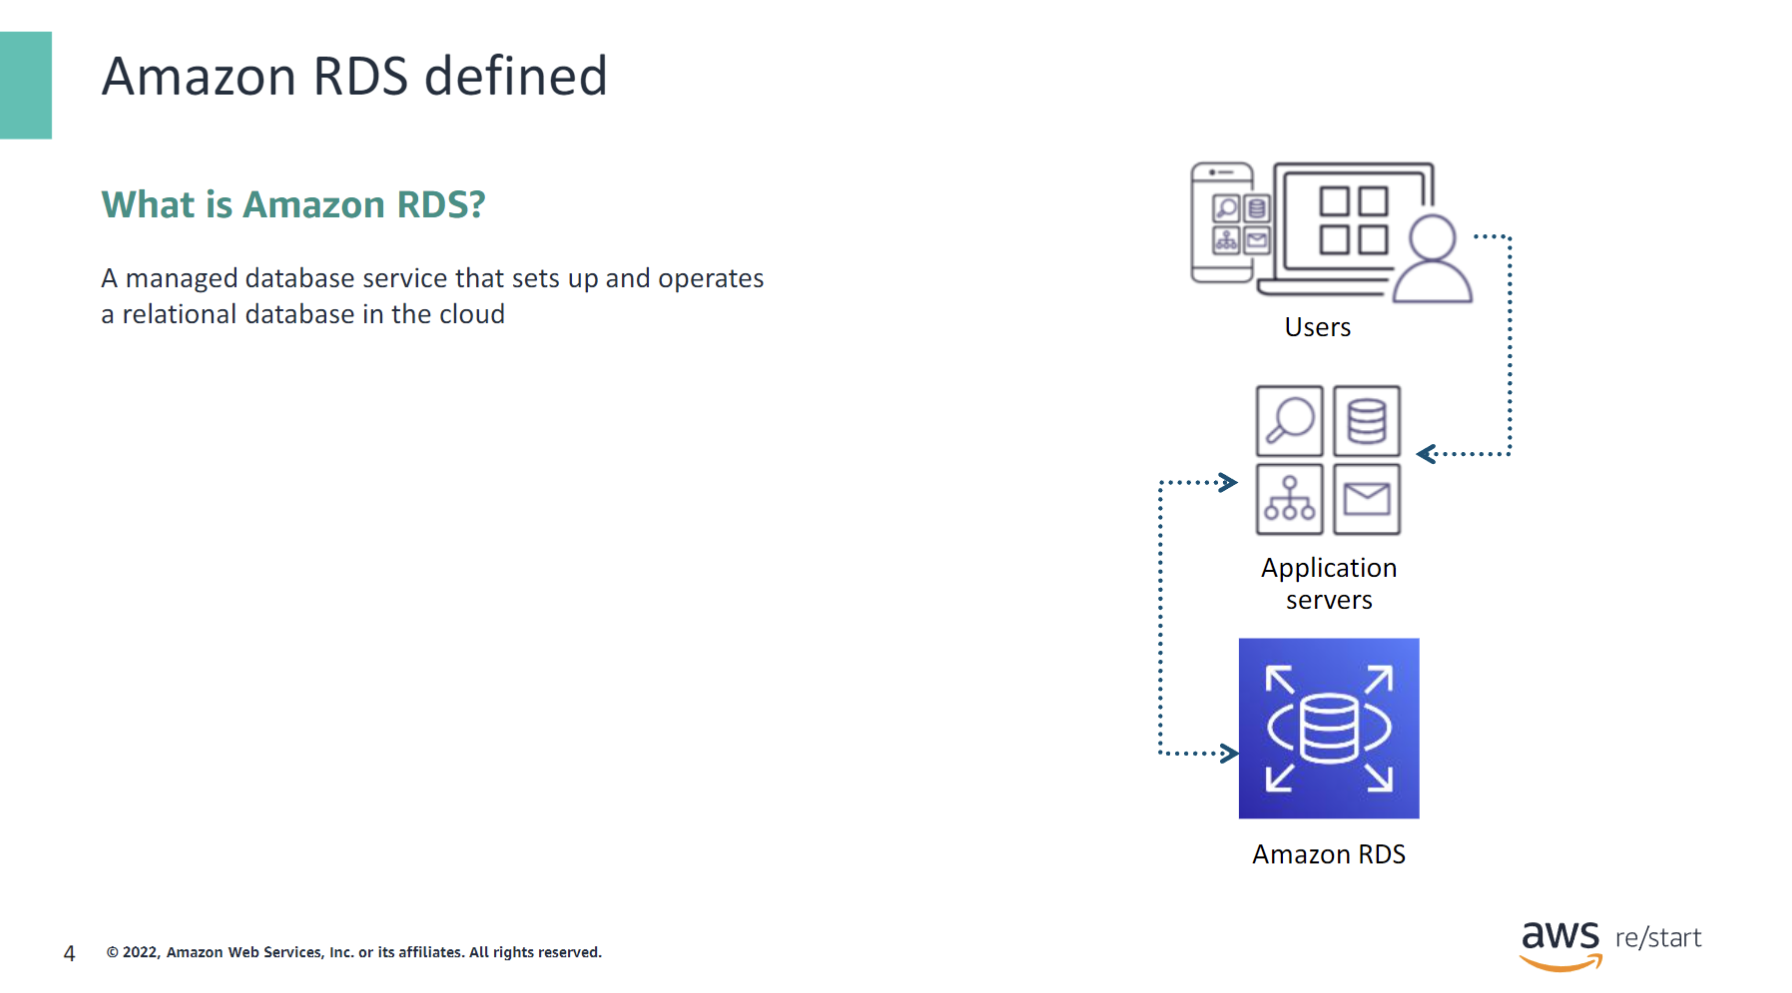 Amazon RDS defined
What is Amazon RDS?
A managed database service that sets up and operates
a relational database in the cloud
Users
Application
servers
Amazon RDS
4
© 2022, Amazon Web Services, Inc. or its affiliates. All rights reserved.
aws re/start